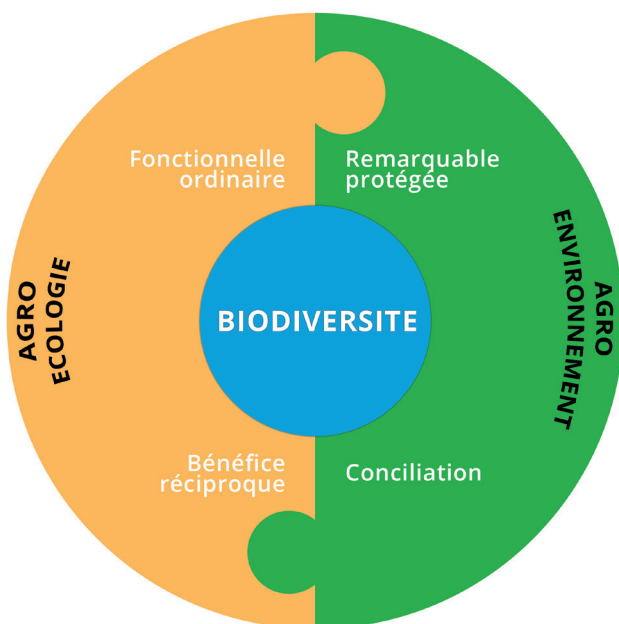 Fonctionnelle
ordinaire
Remarquable
protégée
AGRO
ECOLOGIE
BIODIVERSITE
AGRO
ENVIRONNEMENT
Bénéfice
réciproque
Conciliation